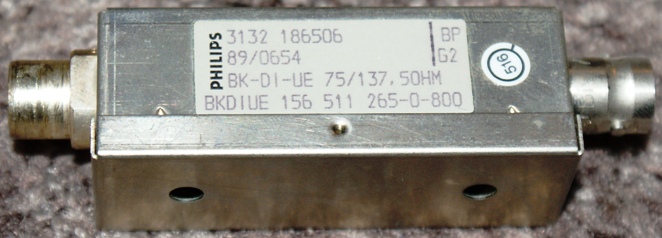 PHILIPS
3132 186506 BP
89/0654 G2
BK-DI-UE 75/137.5OHM
BKDIUE 156 511 265-0-800
516